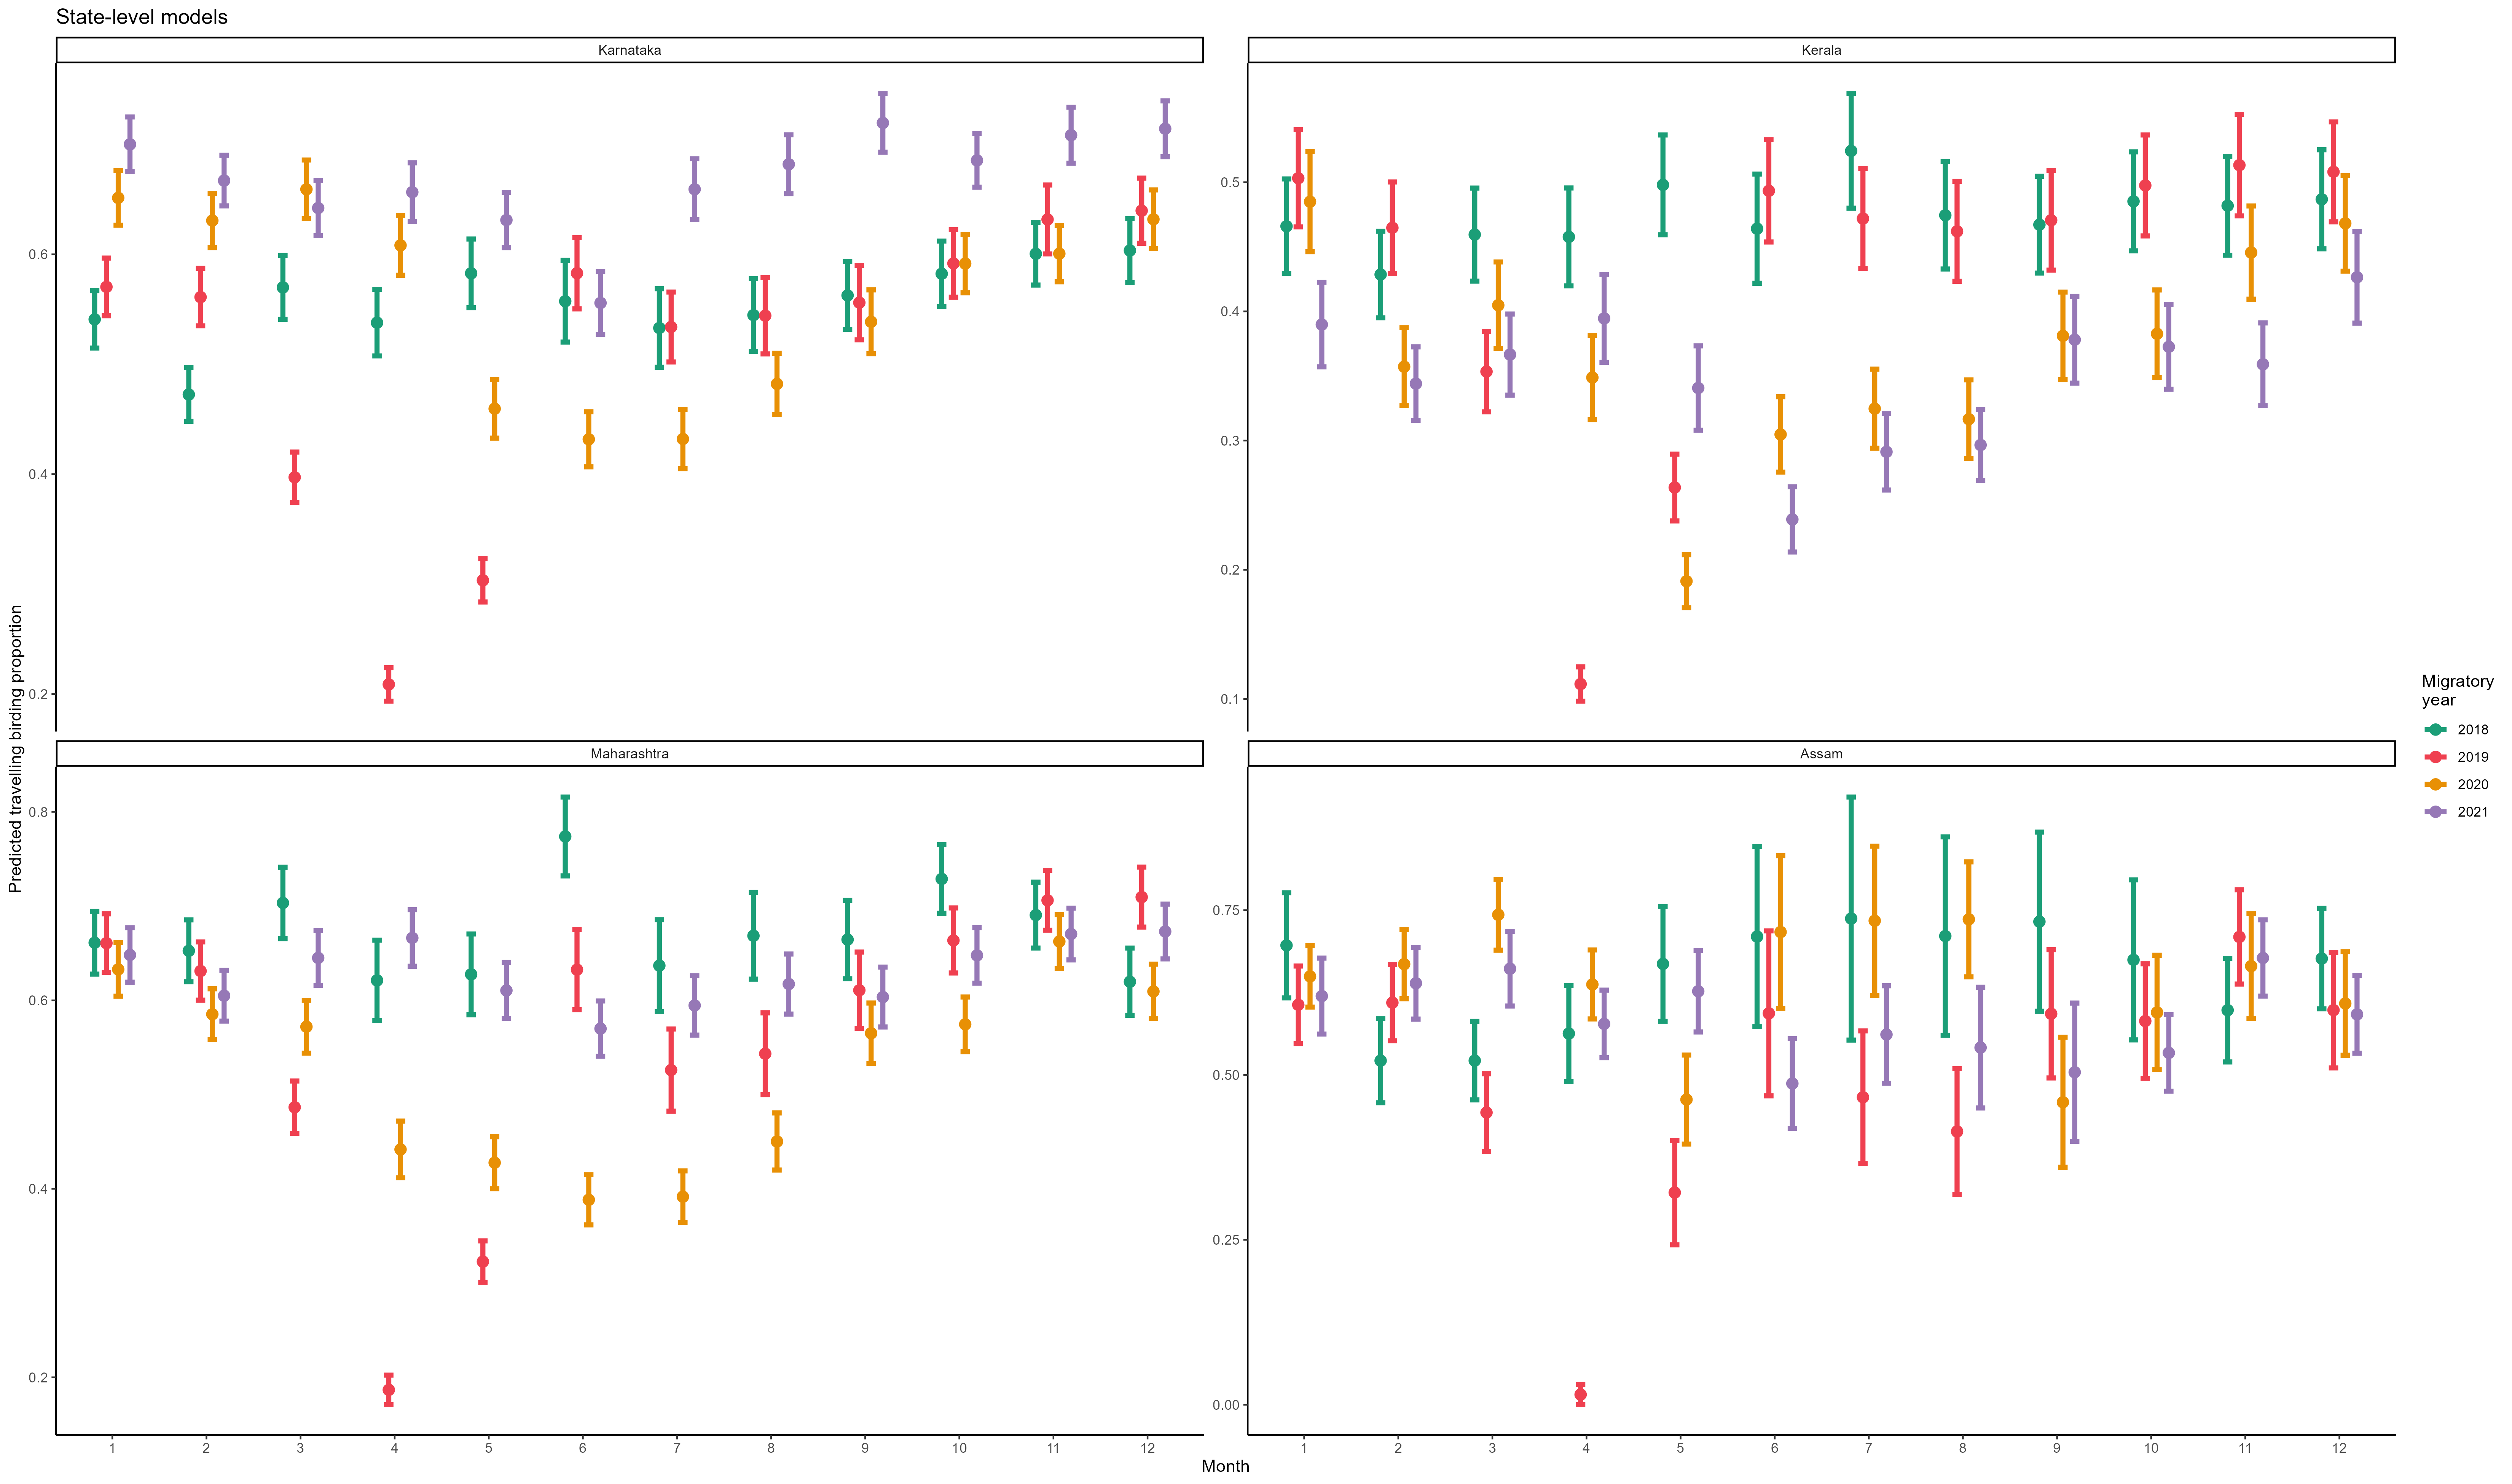 State-level models
Karnataka
Kerala
0.6
0.4
0.2
0.5
0.4
0.3
0.2
0.1
Predicted travelling birding proportion
Maharashtra
Assam
0.8
0.6
0.4
0.2
0.75
0.50
0.25
0.00
1 2 3 4 5 6 7 8 9 10 11 12
1 2 3 4 5 6 7 8 9 10 11 12
Month
Migratory
year
2018
2019
2020
2021